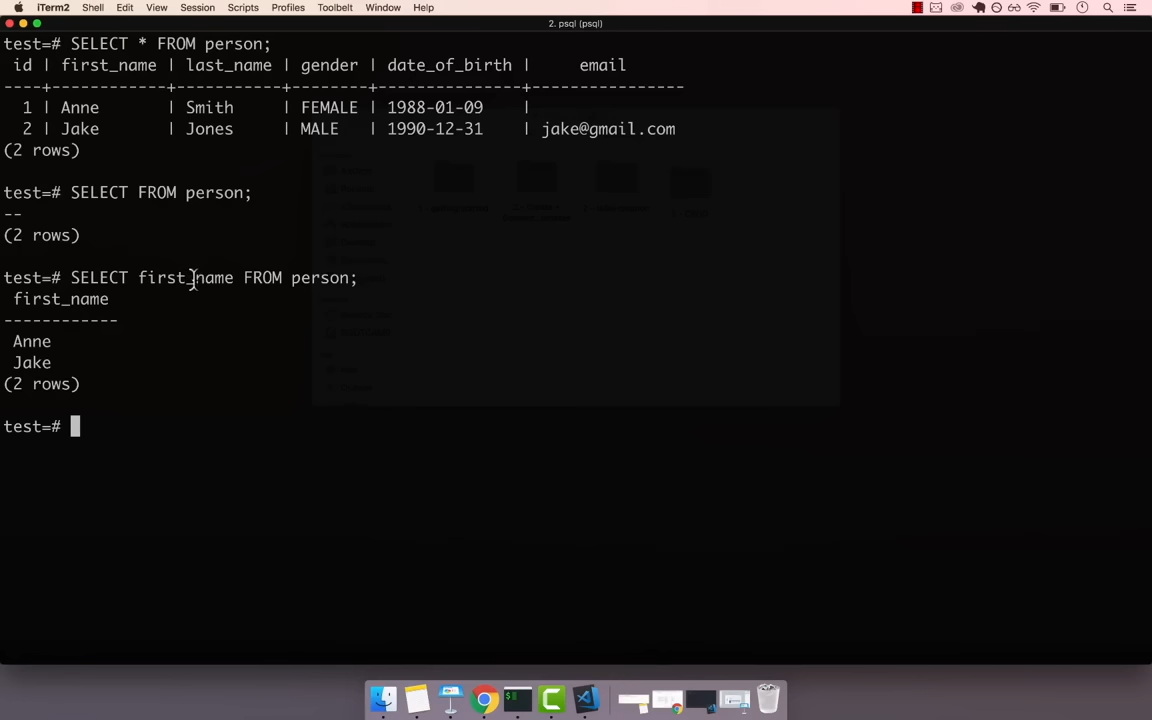 iTerm2 Shell Edit View Session Scripts Profiles Toolbelt Window Help
2. psql (psql)
test=# SELECT * FROM person;
 id | first_name | last_name | gender | date_of_birth |     email
----+------------+-----------+--------+---------------+----------------
  1 | Anne       | Smith     | FEMALE | 1988-01-09    |
  2 | Jake       | Jones     | MALE   | 1990-12-31    | jake@gmail.com
(2 rows)
test=# SELECT FROM person;
--
(2 rows)
test=# SELECT first_name FROM person;
 first_name
------------
 Anne
 Jake
(2 rows)
test=#